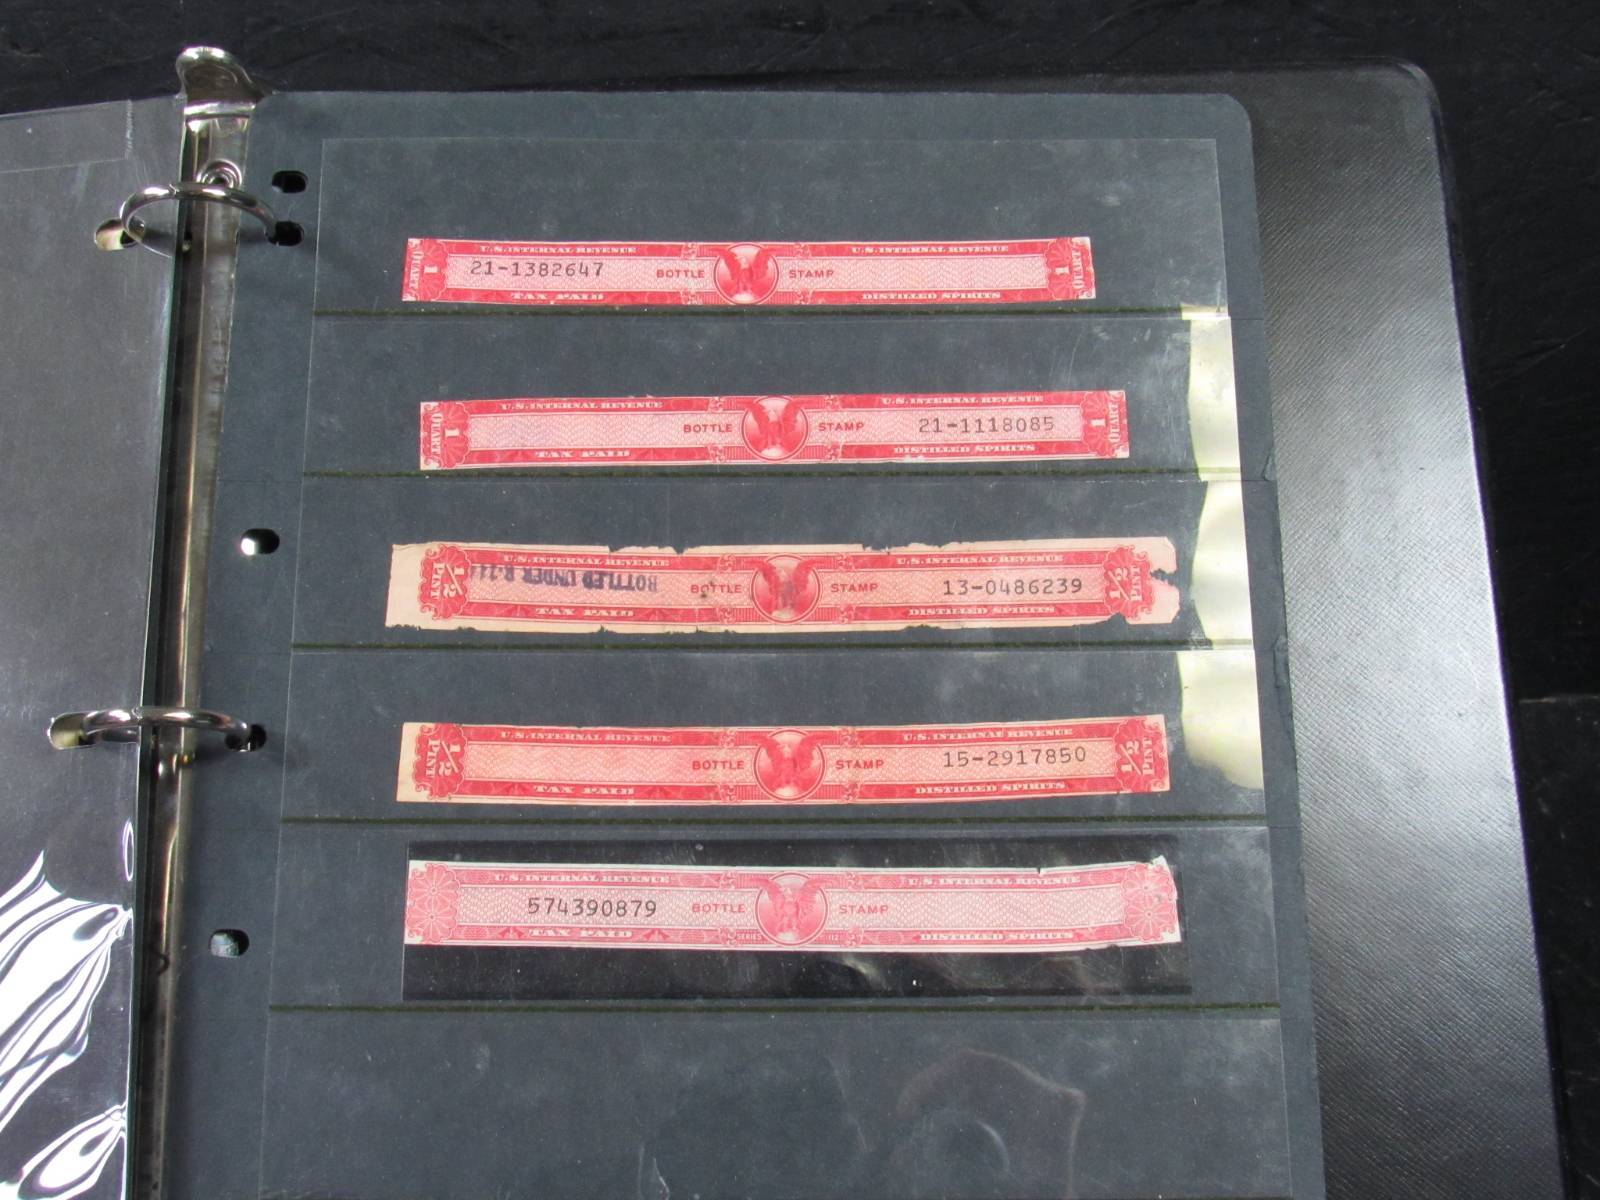 U.S. INTERNAL REVENUE U.S. INTERNAL REVENUE
1 QUART 21-1382647 BOTTLE STAMP 1 QUART
TAX PAID DISTILLED SPIRITS
U.S. INTERNAL REVENUE U.S. INTERNAL REVENUE
1 QUART BOTTLE STAMP 21-1118085 1 QUART
TAX PAID DISTILLED SPIRITS
U.S. INTERNAL REVENUE U.S. INTERNAL REVENUE
1/2 PINT BOTTLED UNDER BOTTLE STAMP 13-0486239 1/2 PINT
TAX PAID DISTILLED SPIRITS
U.S. INTERNAL REVENUE U.S. INTERNAL REVENUE
1/2 PINT BOTTLE STAMP 15-2917850 1/2 PINT
TAX PAID DISTILLED SPIRITS
U.S. INTERNAL REVENUE U.S. INTERNAL REVENUE
574390879 BOTTLE STAMP
TAX PAID SERIES 112 DISTILLED SPIRITS